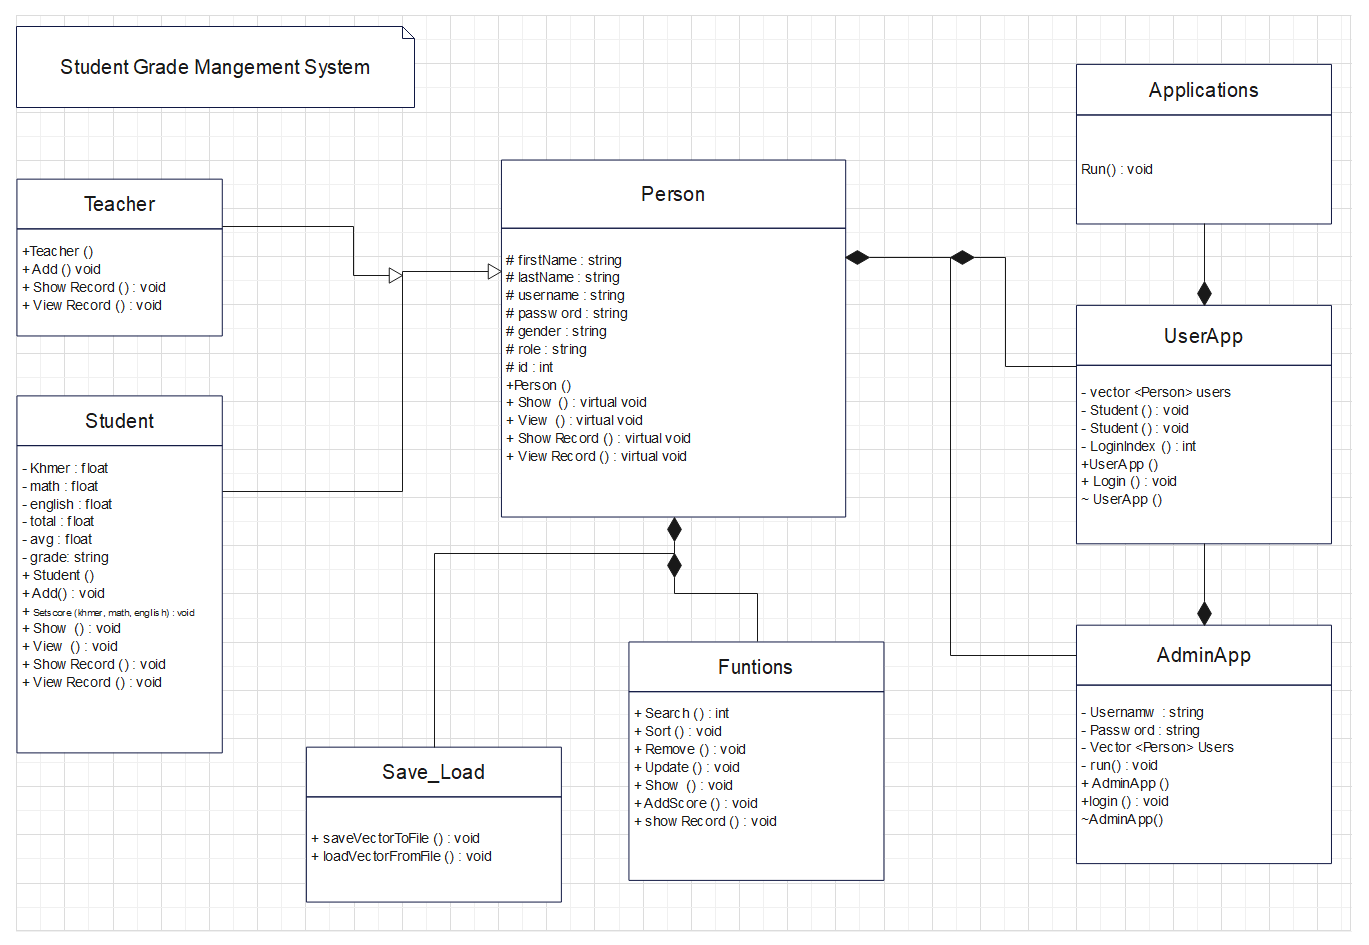 Student Grade Mangement System
Applications
Run() : void
Teacher
+Teacher ()
+ Add () void
+ Show Record () : void
+ View Record () : void
Person
# firstName : string
# lastName : string
# username : string
# password : string
# gender : string
# role : string
# id : int
+Person ()
+ Show () : virtual void
+ View () : virtual void
+ Show Record () : virtual void
+ View Record () : virtual void
UserApp
- vector <Person> users
- Student () : void
- Student () : void
- LoginIndex () : int
+UserApp ()
+ Login () : void
~ UserApp ()
Student
- Khmer : float
- math : float
- english : float
- total : float
- avg : float
- grade: string
+ Student ()
+ Add() : void
+ Setscore (khmer, math, english) : void
+ Show () : void
+ View () : void
+ Show Record () : void
+ View Record () : void
AdminApp
- Usernamw : string
- Password : string
- Vector <Person> Users
- run() : void
+ AdminApp ()
+login () : void
~AdminApp()
Funtions
+ Search () : int
+ Sort () : void
+ Remove () : void
+ Update () : void
+ Show () : void
+ AddScore () : void
+ show Record () : void
Save_Load
+ saveVectorToFile () : void
+ loadVectorFromFile () : void